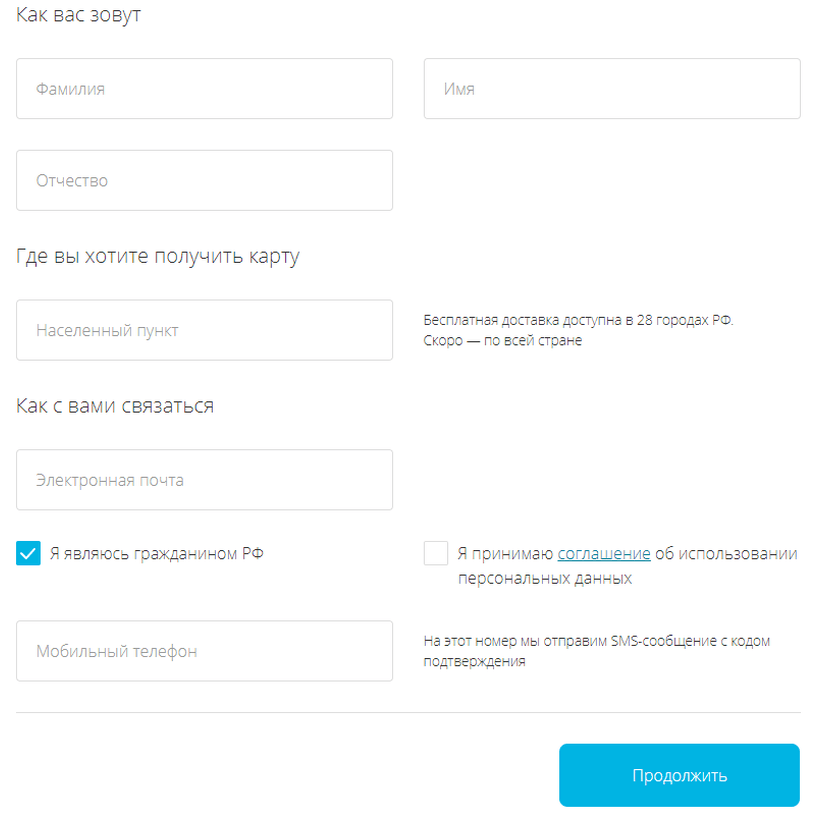 Как вас зовут
Фамилия
Имя
Отчество
Где вы хотите получить карту
Населенный пункт
Бесплатная доставка доступна в 28 городах РФ.
Скоро — по всей стране
Как с вами связаться
Электронная почта
Я являюсь гражданином РФ
Я принимаю соглашение об использовании
персональных данных
Мобильный телефон
На этот номер мы отправим SMS-сообщение с кодом
подтверждения
Продолжить